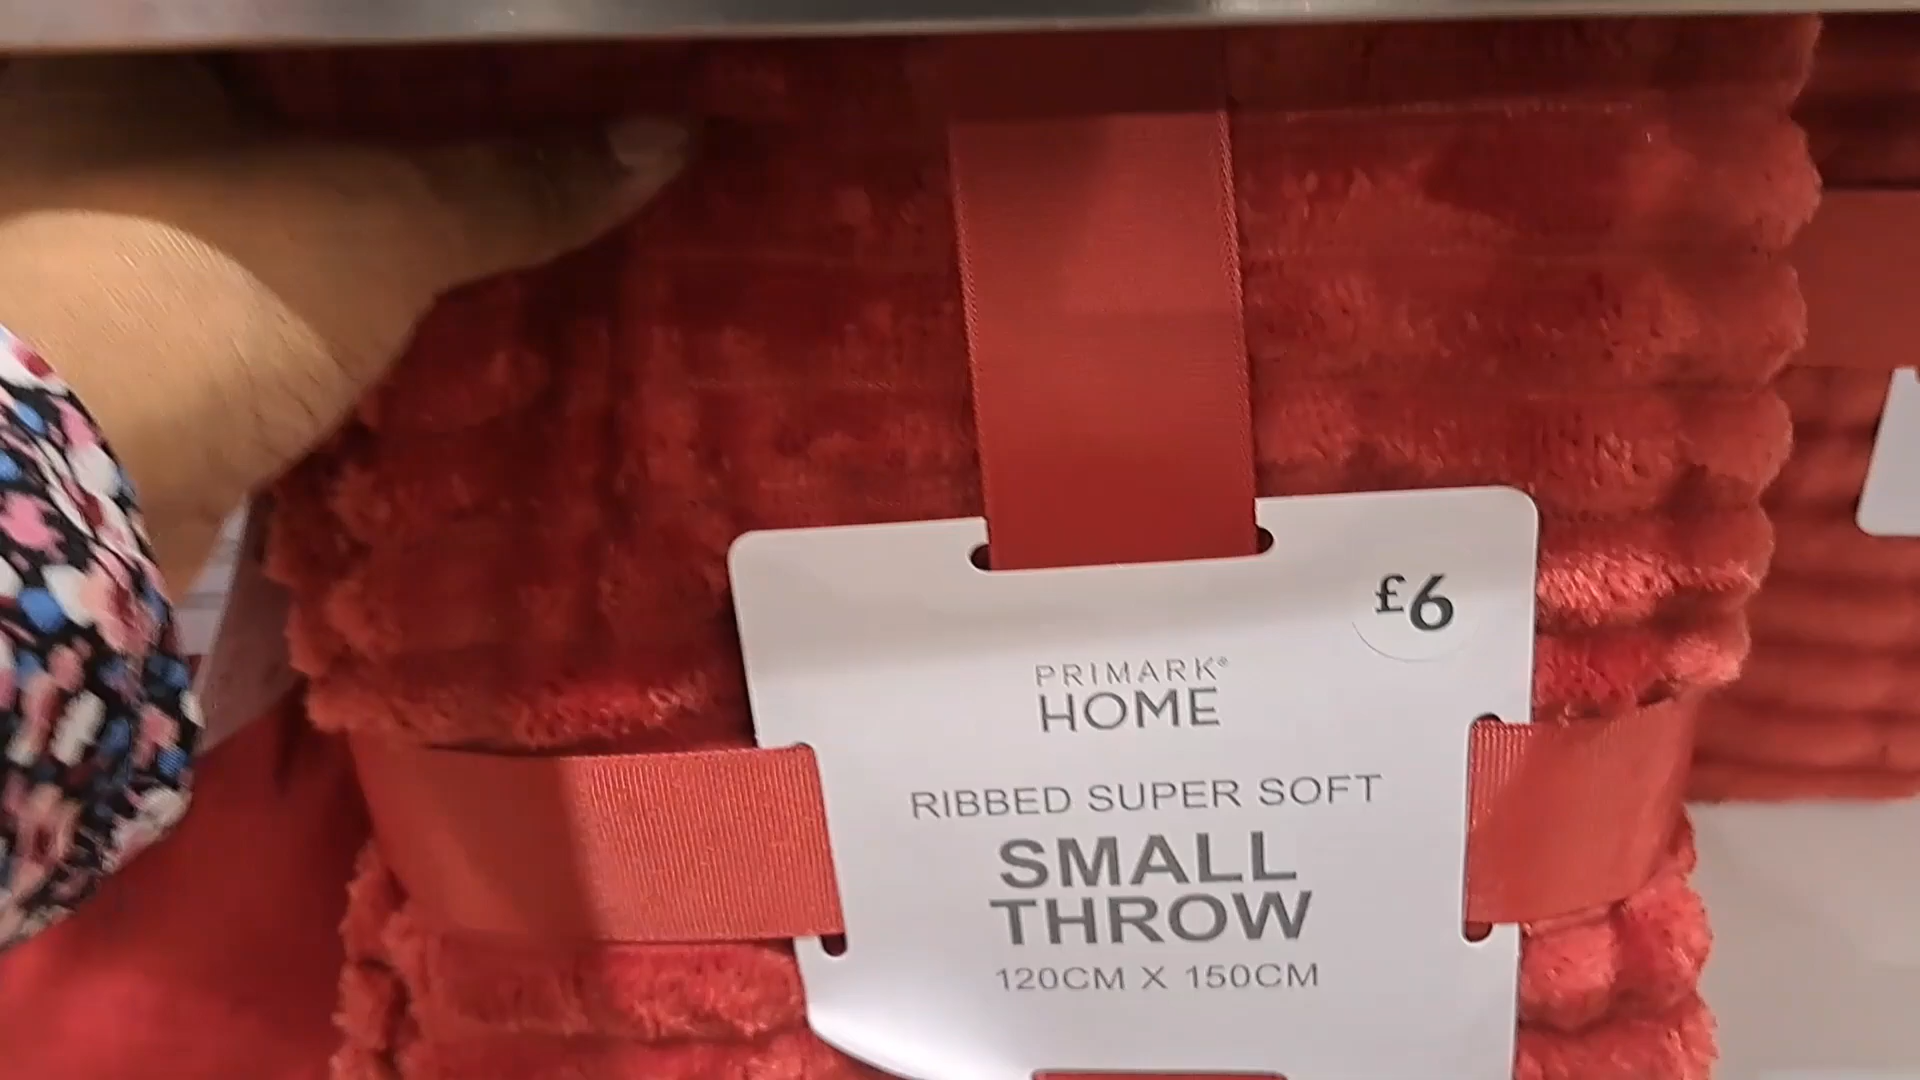 £6
PRIMARK®
HOME
RIBBED SUPER SOFT
SMALL
THROW
120CM X 150CM